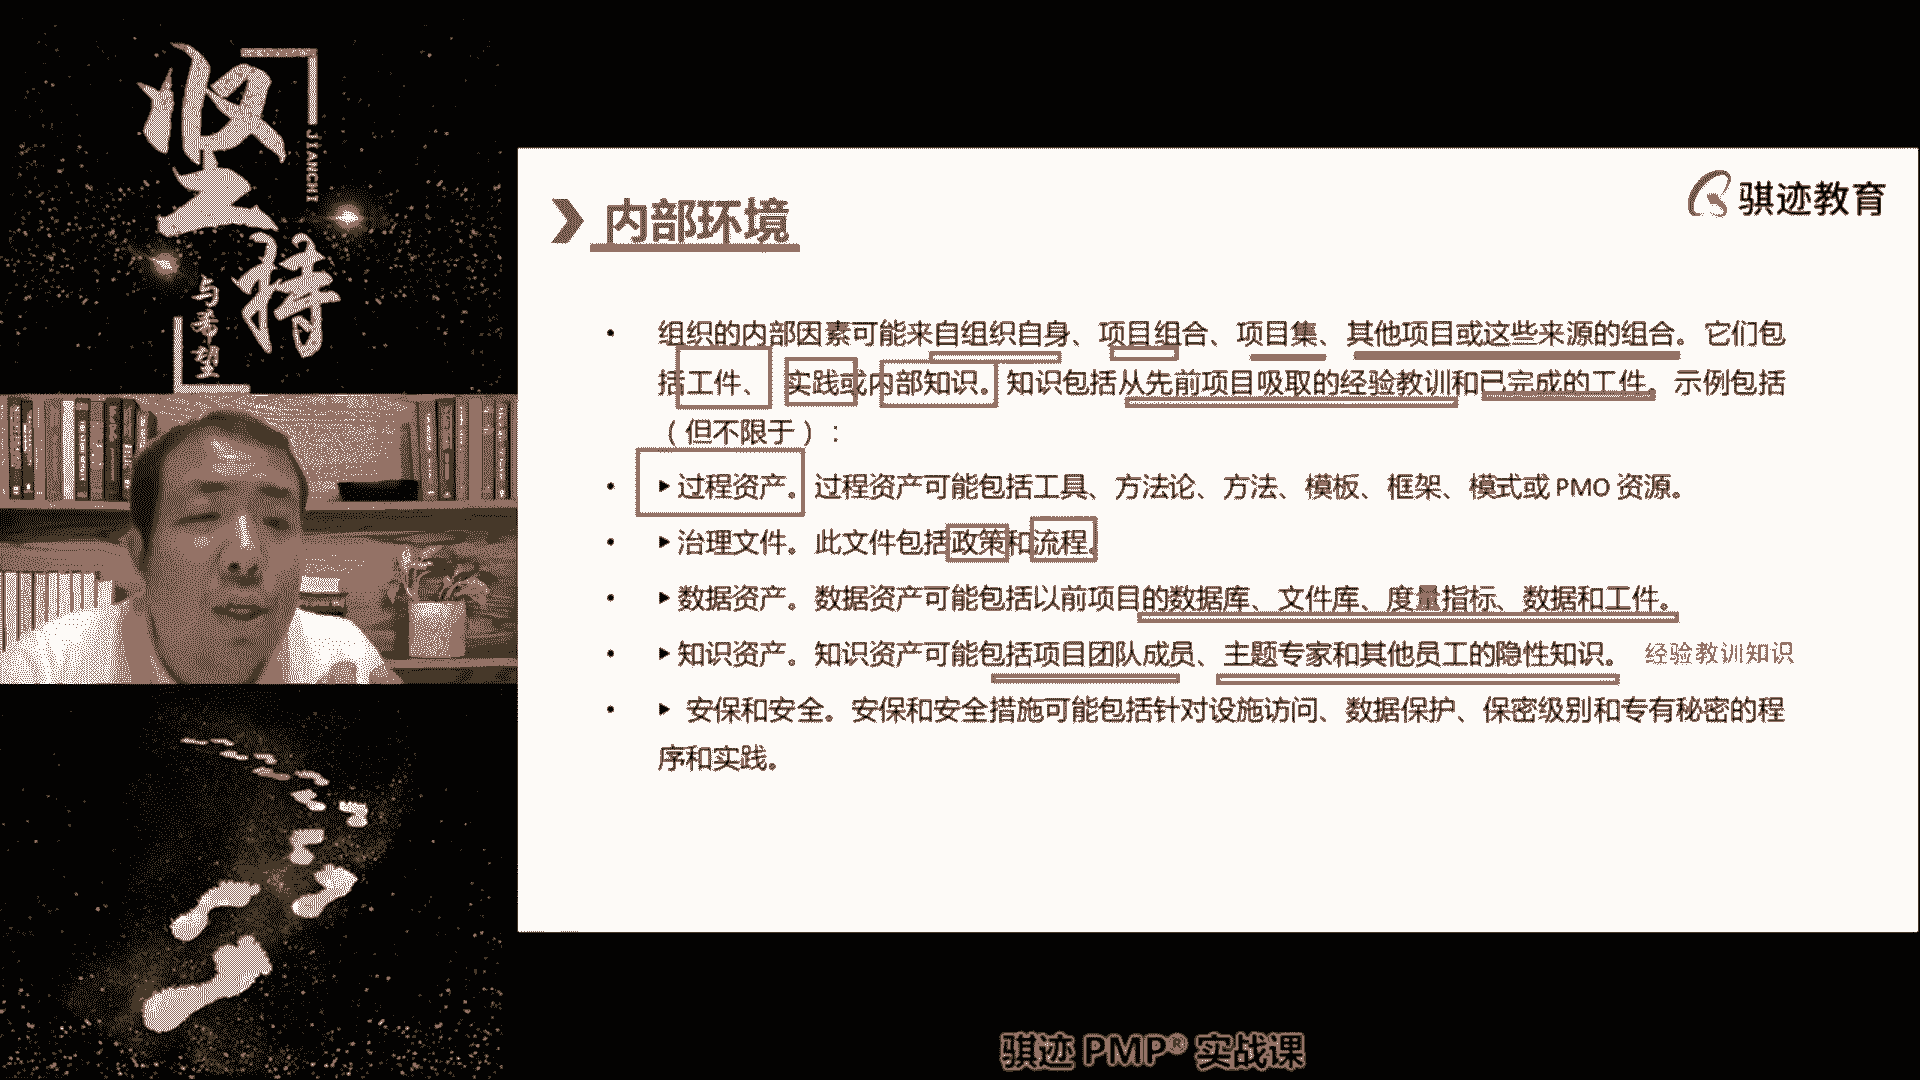 坚持
JIANCHI
与希望
骐迹教育
内部环境
• 组织的内部因素可能来自组织自身、项目组合、项目集、其他项目或这些来源的组合。它们包
括工件、实践或内部知识。知识包括从先前项目吸取的经验教训和已完成的工件。示例包括
（但不限于）：
• ▶过程资产。过程资产可能包括工具、方法论、方法、模板、框架、模式或 PMO 资源。
• ▶治理文件。此文件包括政策和流程。
• ▶数据资产。数据资产可能包括以前项目的数据库、文件库、度量指标、数据和工件。
• ▶知识资产。知识资产可能包括项目团队成员、主题专家和其他员工的隐性知识。 经验教训知识
• ▶ 安保和安全。安保和安全措施可能包括针对设施访问、数据保护、保密级别和专有秘密的程
序和实践。
骐迹 PMP® 实战课